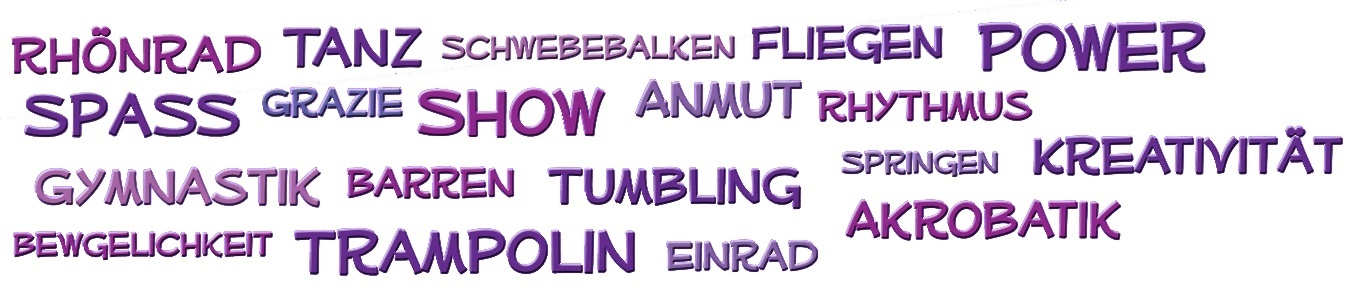 RHÖNRAD TANZ SCHWEBEBALKEN FLIEGEN POWER
SPASS GRAZIE SHOW ANMUT RHYTHMUS
GYMNASTIK BARREN TUMBLING SPRINGEN KREATIVITÄT
BEWGELICHKEIT TRAMPOLIN EINRAD AKROBATIK